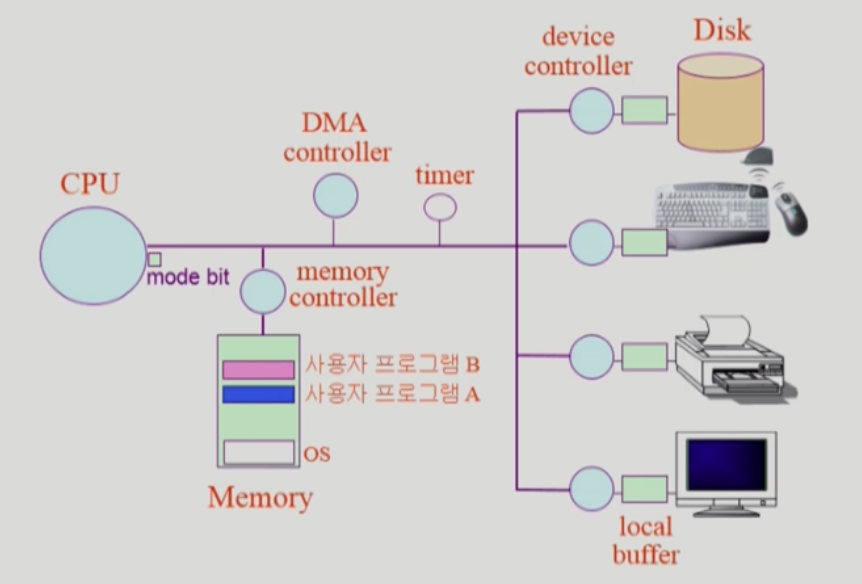 device
controller
Disk
DMA
controller
timer
CPU
mode bit
memory
controller
사용자 프로그램 B
사용자 프로그램 A
OS
Memory
local
buffer